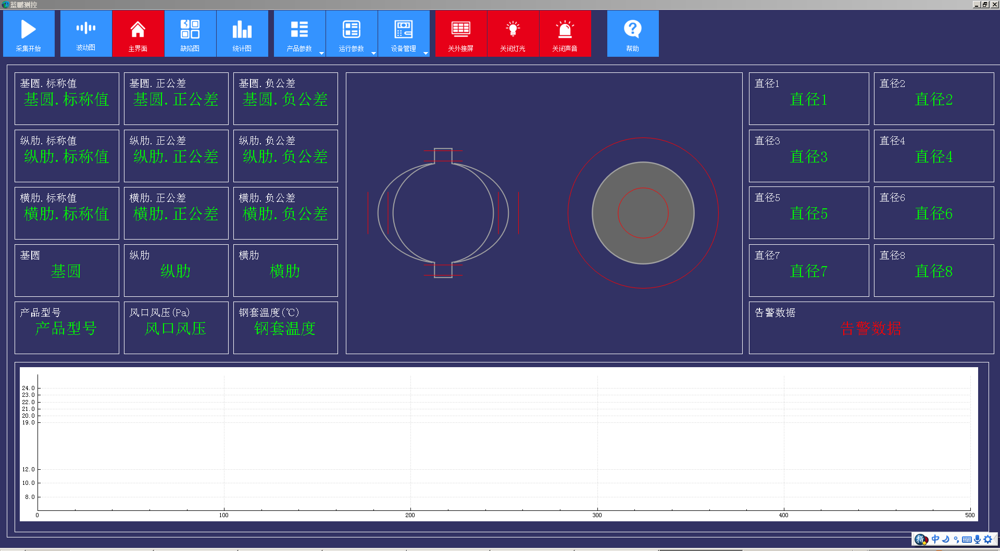 蓝鹏测控
采集开始
波动图
主界面
缺陷图
统计图
产品参数
运行参数
设备管理
关外接屏
关闭灯光
关闭声音
帮助
基圆.标称值
基圆.标称值
基圆.正公差
基圆.正公差
基圆.负公差
基圆.负公差
纵肋.标称值
纵肋.标称值
纵肋.正公差
纵肋.正公差
纵肋.负公差
纵肋.负公差
横肋.标称值
横肋.标称值
横肋.正公差
横肋.正公差
横肋.负公差
横肋.负公差
基圆
基圆
纵肋
纵肋
横肋
横肋
产品型号
产品型号
风口风压(Pa)
风口风压
钢套温度(℃)
钢套温度
直径1
直径1
直径2
直径2
直径3
直径3
直径4
直径4
直径5
直径5
直径6
直径6
直径7
直径7
直径8
直径8
告警数据
告警数据
24.0
23.0
22.0
21.0
20.0
19.0
12.0
10.0
8.0
0 100 200 300 400 500
拼 中